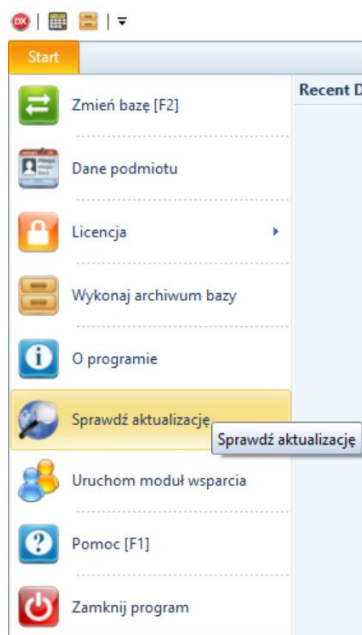 DX
Start
Recent D
Zmień bazę [F2]
Dane podmiotu
Licencja
Wykonaj archiwum bazy
O programie
Sprawdź aktualizację
Sprawdź aktualizację
Uruchom moduł wsparcia
Pomoc [F1]
Zamknij program